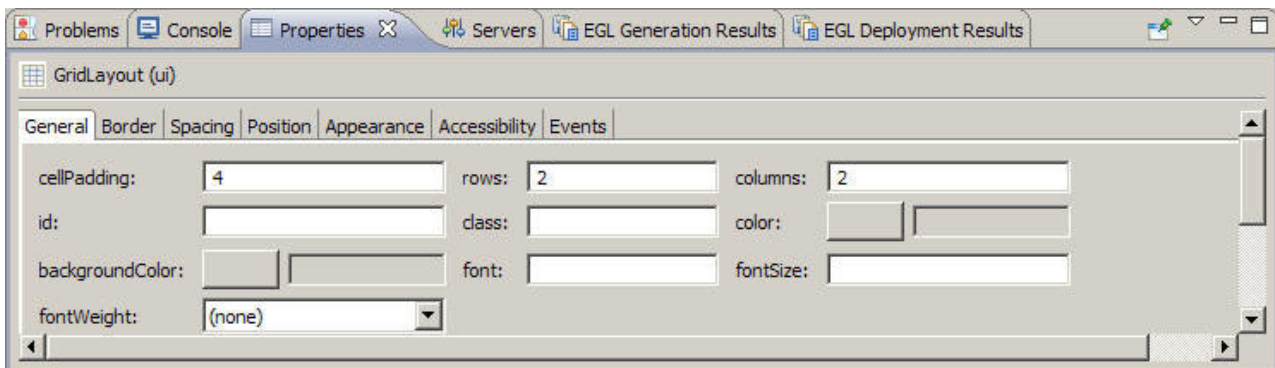 Problems Console Properties Servers EGL Generation Results EGL Deployment Results
GridLayout (ui)
General Border Spacing Position Appearance Accessibility Events
cellPadding: 4 rows: 2 columns: 2
id: class: color:
backgroundColor: font: fontSize:
fontWeight: (none)